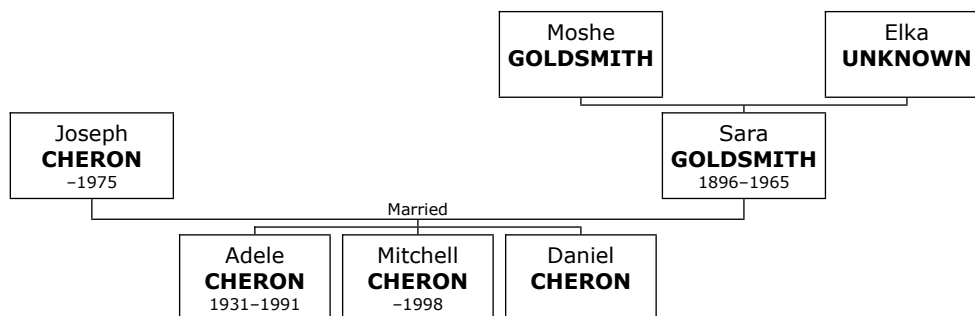 Moshe
GOLDSMITH
Elka
UNKNOWN
Joseph
CHERON
–1975
Sara
GOLDSMITH
1896–1965
Married
Adele
CHERON
1931–1991
Mitchell
CHERON
–1998
Daniel
CHERON